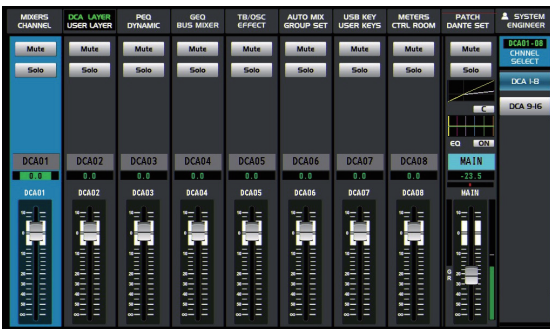 MIXERS DCA LAYER PEQ GEQ TB/OSC AUTO MIX USB KEY METERS PATCH SYSTEM
CHANNEL USER LAYER DYNAMIC BUS MIXER EFFECT GROUP SET USER KEYS CTRL ROOM DANTE SET ENGINEER
Mute Mute Mute Mute Mute Mute Mute Mute Mute
DCA01-08
CHNNEL
SELECT
Solo Solo Solo Solo Solo Solo Solo Solo Solo
DCA 1-8
C
DCA 9-16
EQ ON
DCA01 DCA02 DCA03 DCA04 DCA05 DCA06 DCA07 DCA08 MAIN
0.0 0.0 0.0 0.0 0.0 0.0 0.0 0.0 -23.5
DCA01 DCA02 DCA03 DCA04 DCA05 DCA06 DCA07 DCA08 MAIN